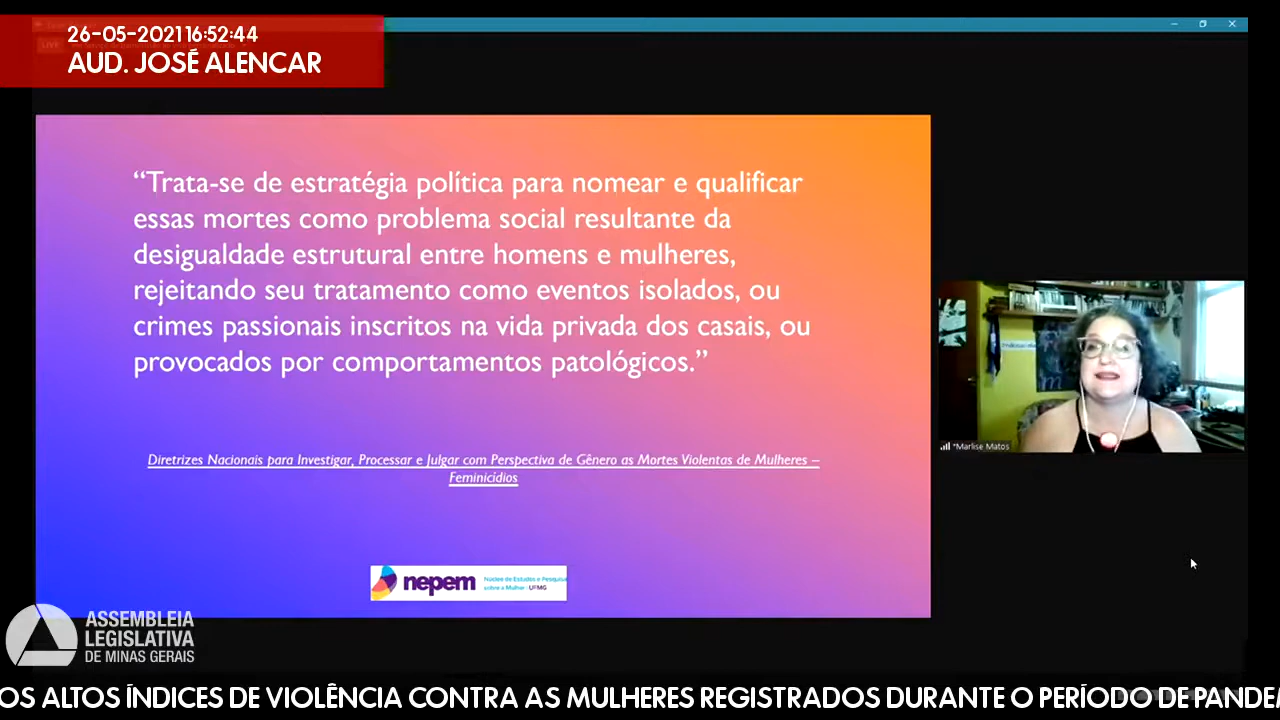 26-05-2021 16:52:44
AUD. JOSÉ ALENCAR
LIVE
“Trata-se de estratégia política para nomear e qualificar
essas mortes como problema social resultante da
desigualdade estrutural entre homens e mulheres,
rejeitando seu tratamento como eventos isolados, ou
crimes passionais inscritos na vida privada dos casais, ou
provocados por comportamentos patológicos.”
Diretrizes Nacionais para Investigar, Processar e Julgar com Perspectiva de Gênero as Mortes Violentas de Mulheres –
Feminicídios
nepem
Núcleo de Estudos e Pesquisa
sobre a Mulher- UFMG
*Marlise Matos
ASSEMBLEIA
LEGISLATIVA
DE MINAS GERAIS
OS ALTOS ÍNDICES DE VIOLÊNCIA CONTRA AS MULHERES REGISTRADOS DURANTE O PERÍODO DE PANDE